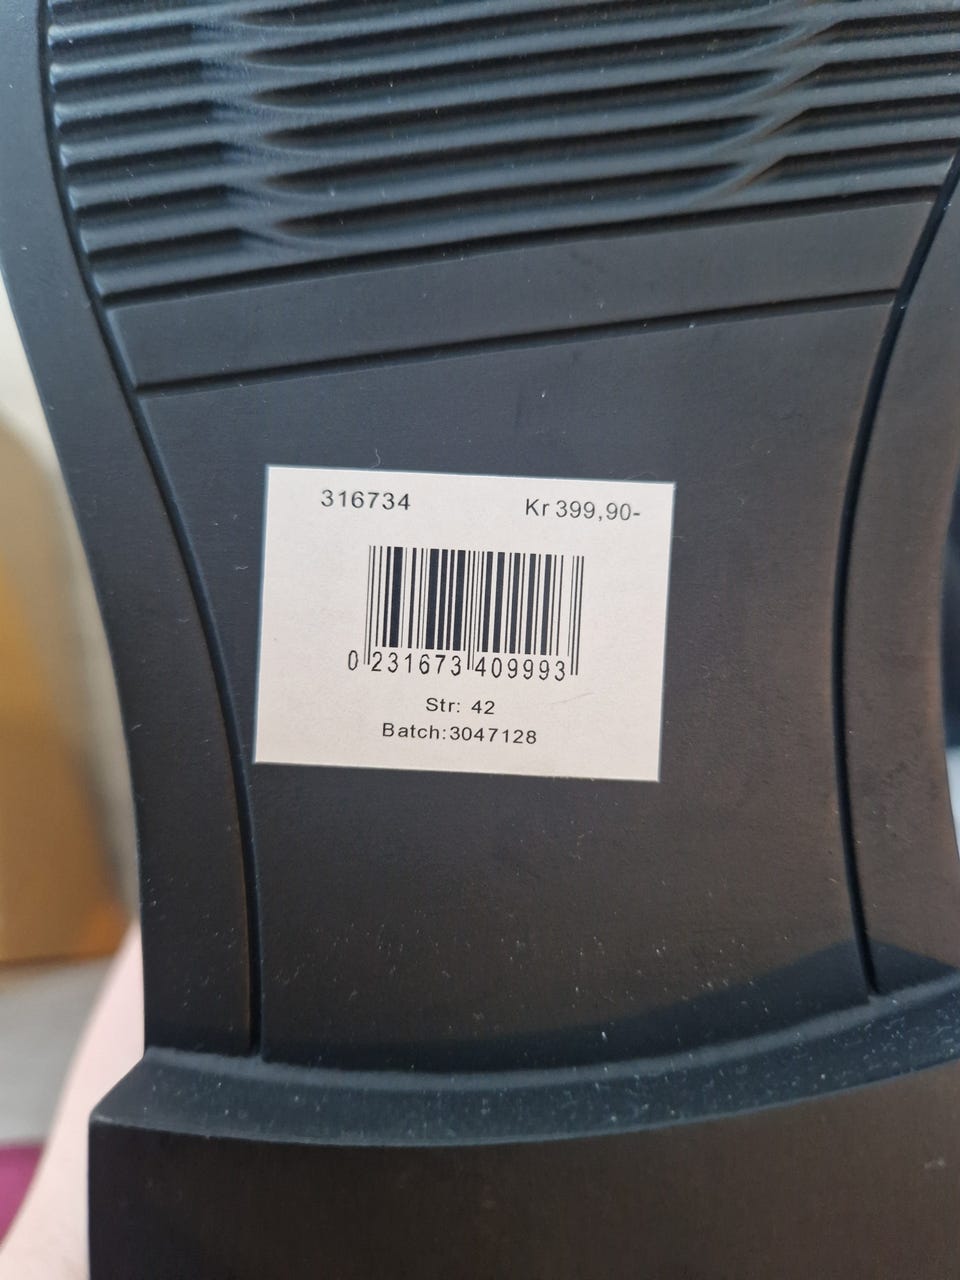 316734 Kr 399,90-
0 231673 409993
Str: 42
Batch:3047128